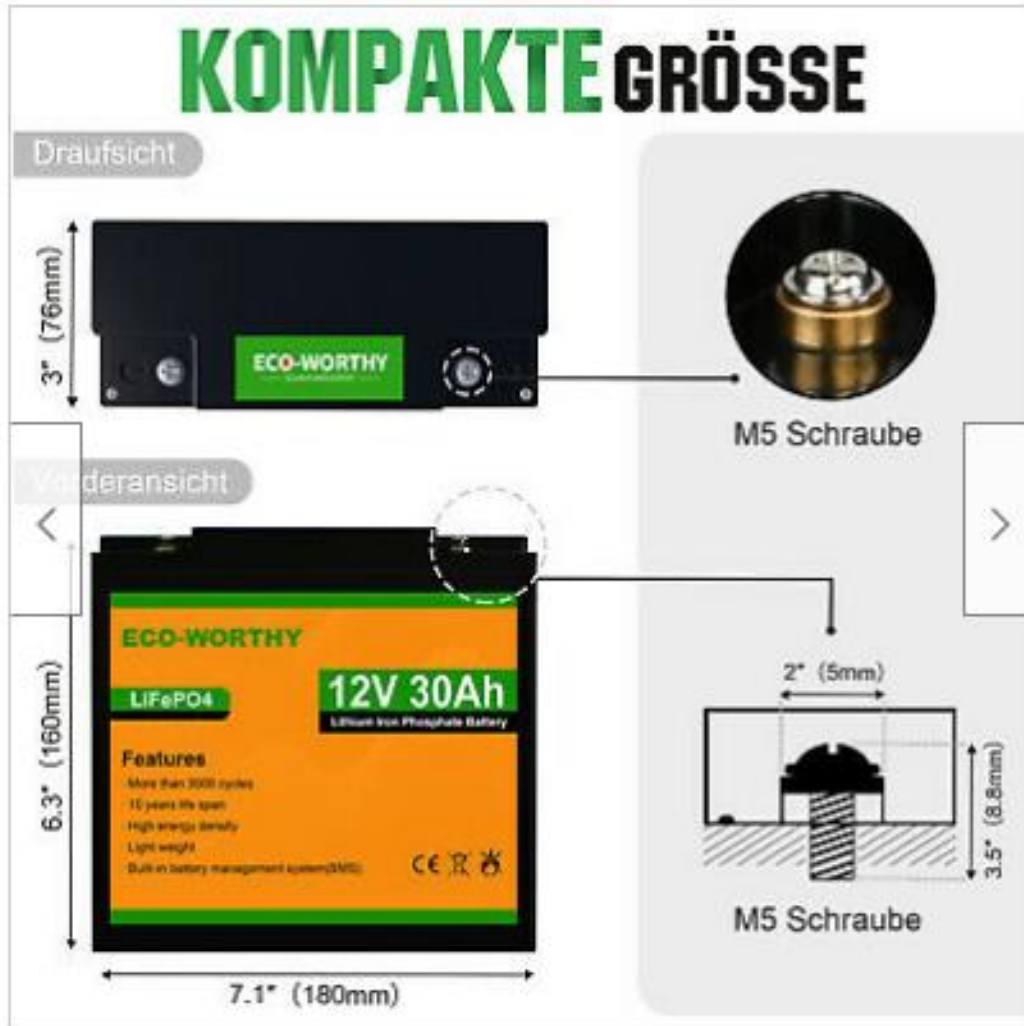 KOMPAKTE GRÖSSE
Draufsicht
3" (76mm)
ECO-WORTHY
M5 Schraube
Vorderansicht
ECO-WORTHY
LiFePO4
12V 30Ah
Lithium Iron Phosphate Battery
Features
More than 3000 cycles
10 years life span
High energy density
Light weight
Built-in battery management system(BMS)
CE
6.3" (160mm)
7.1" (180mm)
2" (5mm)
3.5" (8.8mm)
M5 Schraube